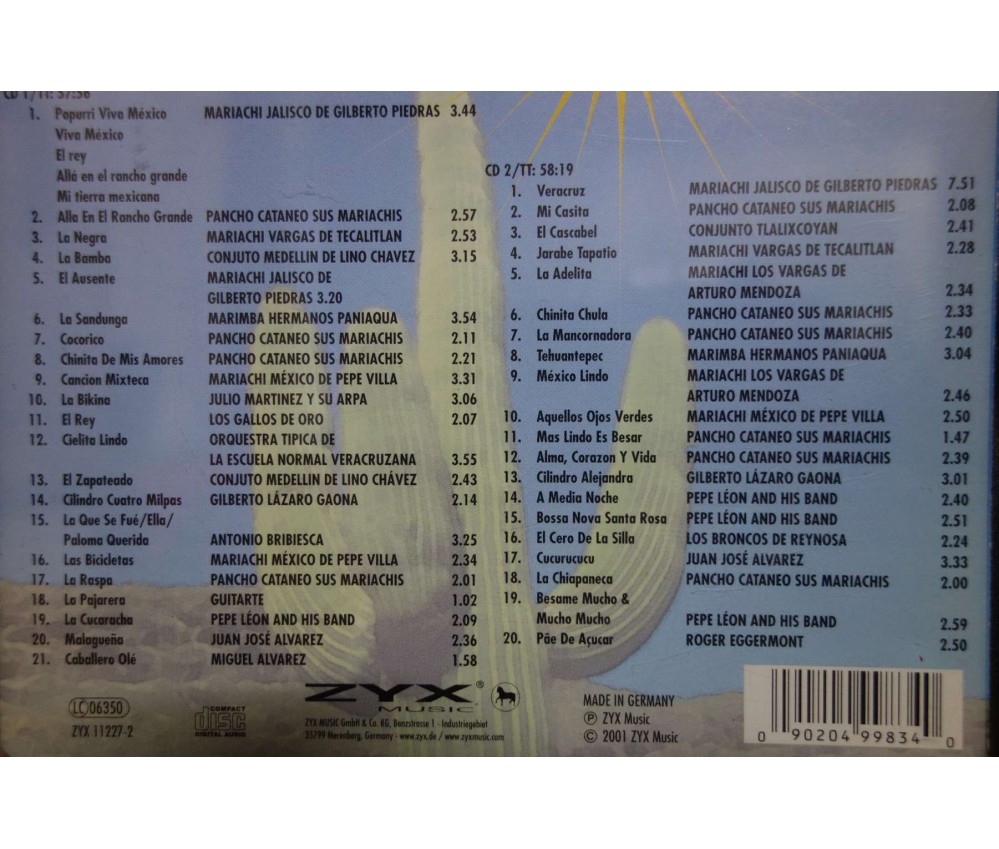 CD 1/TT: 57:56
1. Popurri Viva México MARIACHI JALISCO DE GILBERTO PIEDRAS 3.44
Viva México
El rey
Allá en el rancho grande
Mi tierra mexicana
2. Alla En El Rancho Grande PANCHO CATANEO SUS MARIACHIS 2.57
3. La Negra MARIACHI VARGAS DE TECALITLAN 2.53
4. La Bamba CONJUTO MEDELLIN DE LINO CHAVEZ 3.15
5. El Ausente MARIACHI JALISCO DE
GILBERTO PIEDRAS 3.20
6. La Sandunga MARIMBA HERMANOS PANIAQUA 3.54
7. Cocorico PANCHO CATANEO SUS MARIACHIS 2.11
8. Chinita De Mis Amores PANCHO CATANEO SUS MARIACHIS 2.21
9. Cancion Mixteca MARIACHI MÉXICO DE PEPE VILLA 3.31
10. La Bikina JULIO MARTINEZ Y SU ARPA 3.06
11. El Rey LOS GALLOS DE ORO 2.07
12. Cielita Lindo ORQUESTRA TIPICA DE
LA ESCUELA NORMAL VERACRUZANA 3.55
13. El Zapateado CONJUTO MEDELLIN DE LINO CHÁVEZ 2.43
14. Cilindro Cuatro Milpas GILBERTO LÁZARO GAONA 2.14
15. La Que Se Fué/Ella/
Paloma Querida ANTONIO BRIBIESCA 3.25
16. Las Bicicletas MARIACHI MÉXICO DE PEPE VILLA 2.34
17. La Raspa PANCHO CATANEO SUS MARIACHIS 2.01
18. La Pajarera GUITARTE 1.02
19. La Cucaracha PEPE LÉON AND HIS BAND 2.09
20. Malagueña JUAN JOSÉ ALVAREZ 2.36
21. Caballero Olé MIGUEL ALVAREZ 1.58
CD 2/TT: 58:19
1. Veracruz MARIACHI JALISCO DE GILBERTO PIEDRAS 7.51
2. Mi Casita PANCHO CATANEO SUS MARIACHIS 2.08
3. El Cascabel CONJUNTO TLALIXCOYAN 2.41
4. Jarabe Tapatio MARIACHI VARGAS DE TECALITLAN 2.28
5. La Adelita MARIACHI LOS VARGAS DE
ARTURO MENDOZA 2.34
6. Chinita Chula PANCHO CATANEO SUS MARIACHIS 2.33
7. La Mancornadora PANCHO CATANEO SUS MARIACHIS 2.40
8. Tehuantepec MARIMBA HERMANOS PANIAQUA 3.04
9. México Lindo MARIACHI LOS VARGAS DE
ARTURO MENDOZA 2.46
10. Aquellos Ojos Verdes MARIACHI MÉXICO DE PEPE VILLA 2.50
11. Mas Lindo Es Besar PANCHO CATANEO SUS MARIACHIS 1.47
12. Alma, Corazon Y Vida PANCHO CATANEO SUS MARIACHIS 2.39
13. Cilindro Alejandra GILBERTO LÁZARO GAONA 3.01
14. A Media Noche PEPE LÉON AND HIS BAND 2.40
15. Bossa Nova Santa Rosa PEPE LÉON AND HIS BAND 2.51
16. El Cero De La Silla LOS BRONCOS DE REYNOSA 2.24
17. Cucurucucu JUAN JOSÉ ALVAREZ 3.33
18. La Chiapaneca PANCHO CATANEO SUS MARIACHIS 2.00
19. Besame Mucho &
Mucho Mucho PEPE LÉON AND HIS BAND 2.59
20. Pãe De Açucar ROGER EGGERMONT 2.50
LC 06350
ZYX 11227-2
COMPACT
disc
DIGITAL AUDIO
ZYX®
MUSIC
ZYX MUSIC GmbH & Co. KG, Benzstrasse 1 - Industriegebiet
35799 Merenberg, Germany - www.zyx.de / www.zyxmusic.com
MADE IN GERMANY
Ⓟ ZYX Music
© 2001 ZYX Music
0 90204 99834 0